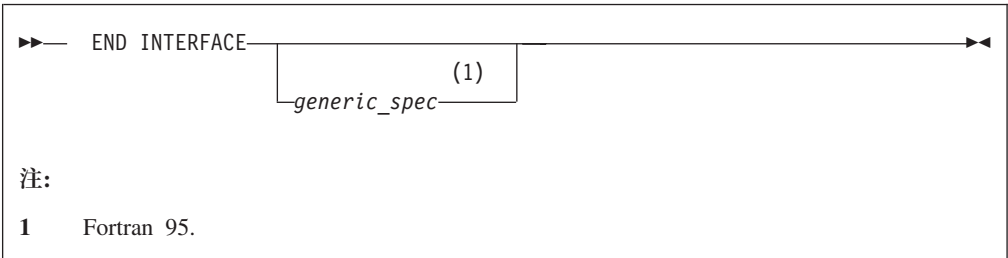 END INTERFACE
(1)
generic_spec
注:
1 Fortran 95.